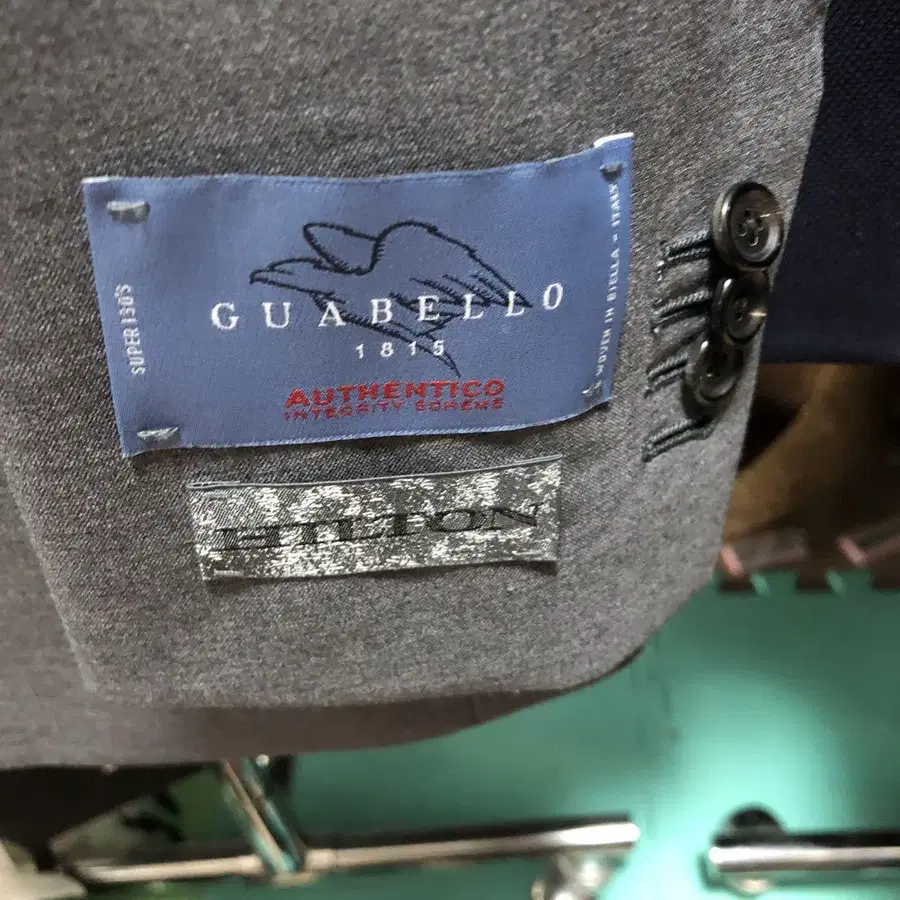 SUPER 130'S
GUABELLO
1815
AUTHENTICO
INTEGRITY SCHEME
WOVEN IN BIELLA - ITALY
HILTON